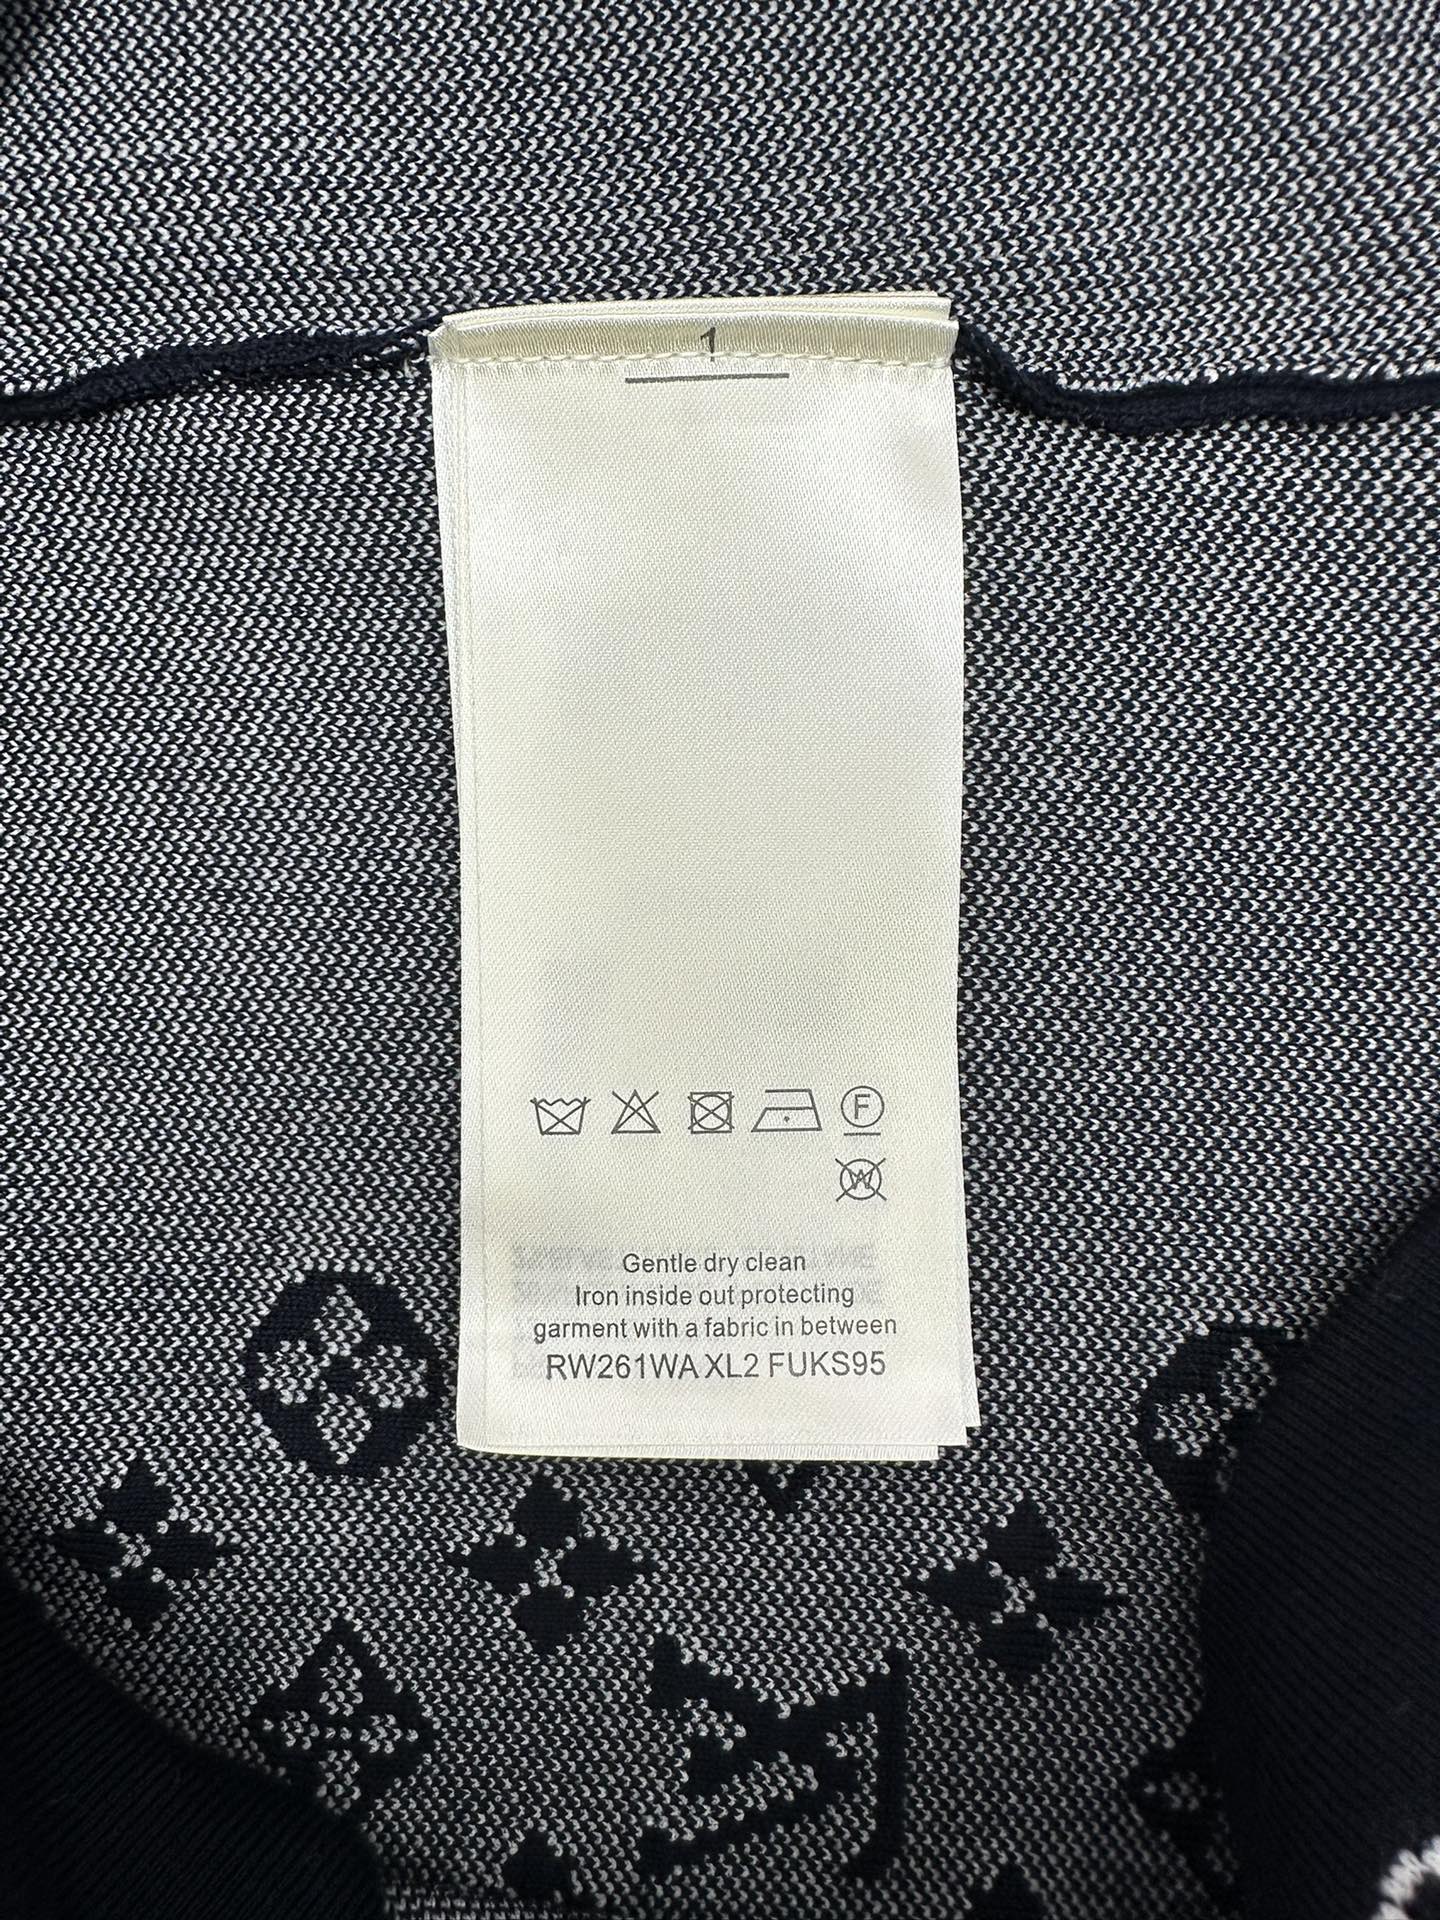 1
F
W
Gentle dry clean
Iron inside out protecting
garment with a fabric in between
RW261WA XL2 FUKS95